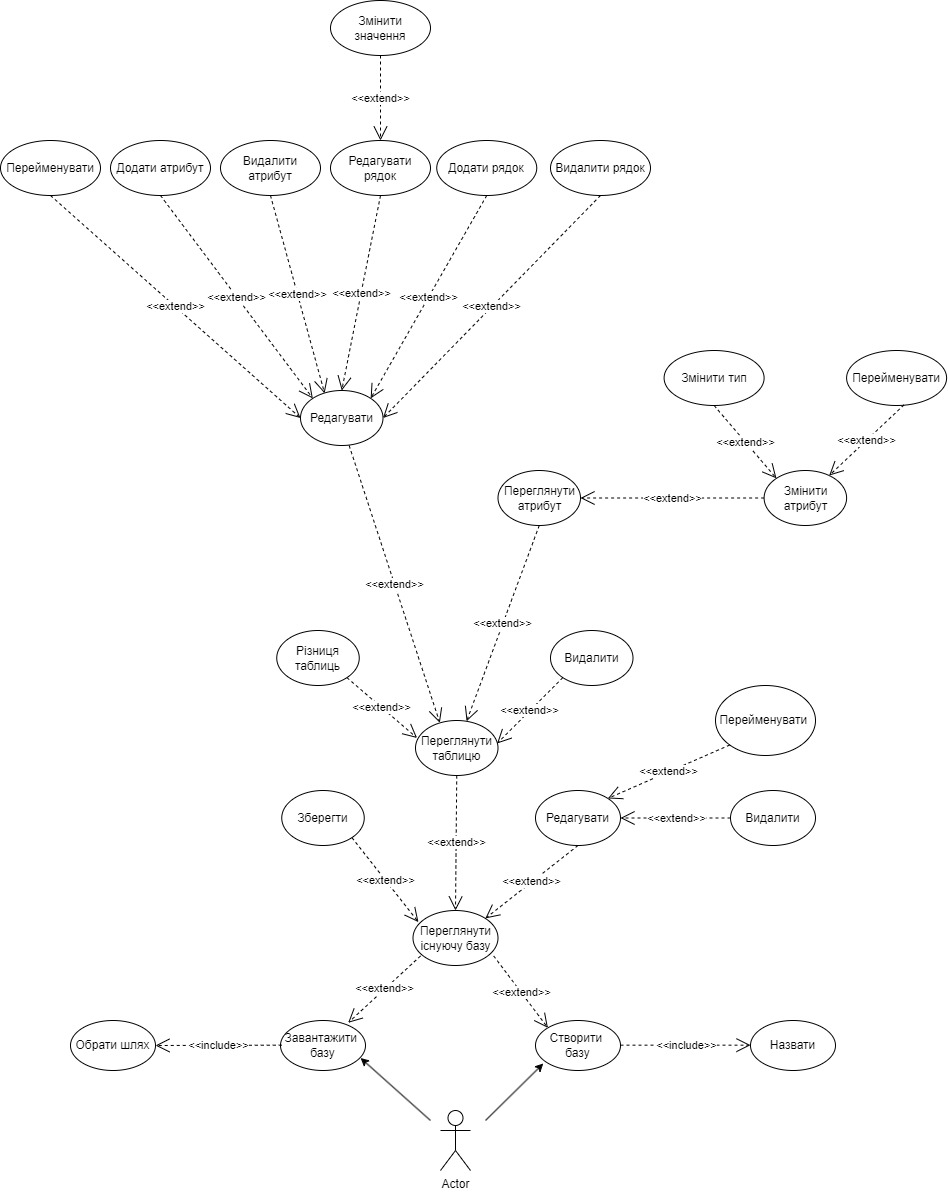 Змінити
значення
<<extend>>
Перейменувати
Додати атрибут
Видалити
атрибут
Редагувати
рядок
Додати рядок
Видалити рядок
<<extend>>
<<extend>>
<<extend>>
<<extend>>
<<extend>>
<<extend>>
Редагувати
Змінити тип
Перейменувати
<<extend>>
<<extend>>
Переглянути
атрибут
<<extend>>
Змінити
атрибут
<<extend>>
<<extend>>
Різниця
таблиць
Видалити
<<extend>>
<<extend>>
Переглянути
таблицю
Перейменувати
<<extend>>
Зберегти
Редагувати
<<extend>>
Видалити
<<extend>>
<<extend>>
<<extend>>
Переглянути
існуючу базу
<<extend>>
<<extend>>
Обрати шлях
<<include>>
Завантажити
базу
Створити
базу
<<include>>
Назвати
Actor